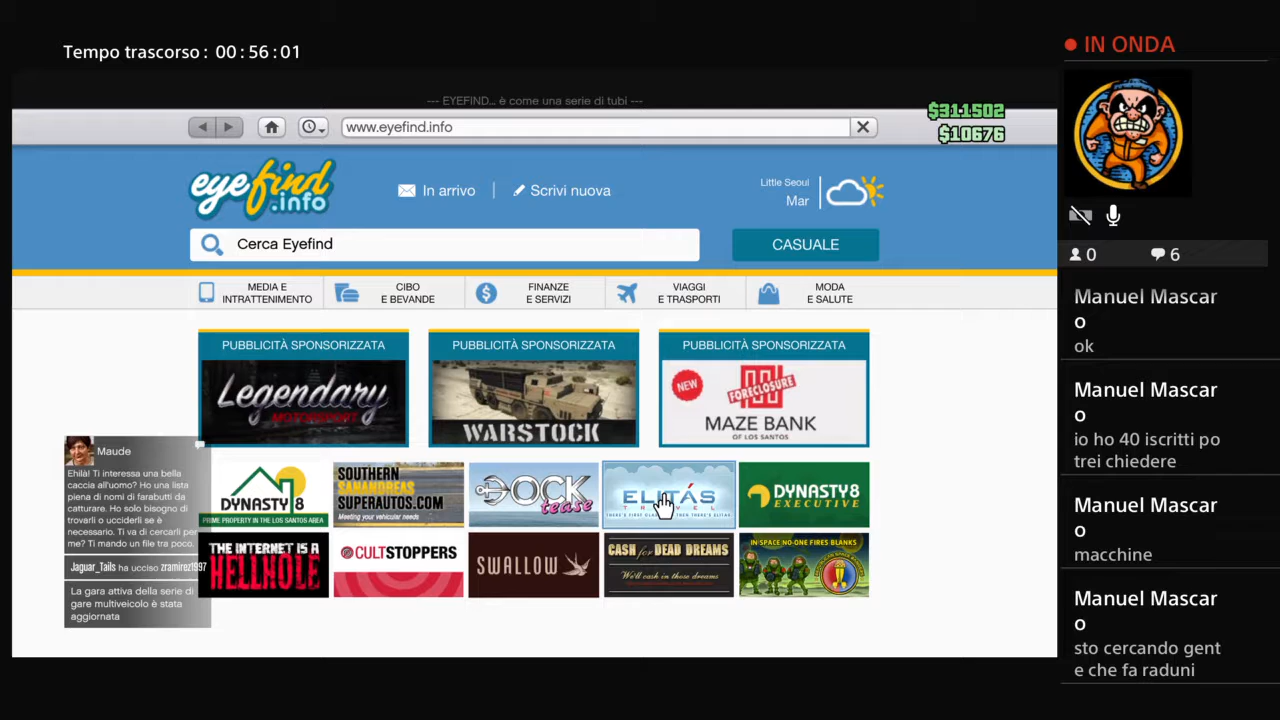 Tempo trascorso: 00:56:01
IN ONDA
--- EYEFIND... è come una serie di tubi ---
$311502
$10676
www.eyefind.info
eyefind
.info
In arrivo
Scrivi nuova
Little Seoul
Mar
Cerca Eyefind
CASUALE
MEDIA E
INTRATTENIMENTO
CIBO
E BEVANDE
FINANZE
E SERVIZI
VIAGGI
E TRASPORTI
MODA
E SALUTE
PUBBLICITÀ SPONSORIZZATA
Legendary
MOTORSPORT
PUBBLICITÀ SPONSORIZZATA
WARSTOCK
PUBBLICITÀ SPONSORIZZATA
NEW
FORECLOSURE
MAZE BANK
OF LOS SANTOS
DYNASTY 8
PRIME PROPERTY IN THE LOS SANTOS AREA
SOUTHERN
SANANDREAS
SUPERAUTOS.COM
Meeting your vehicular needs
DOCK
tease
ELITÁS
TRAVEL
THERE'S FIRST CLASS, THEN THERE'S ELITAS
DYNASTY 8
EXECUTIVE
THE INTERNET IS A
HELLHOLE
CULTSTOPPERS
SWALLOW
CASH for DEAD DREAMS
We'll cash in those dreams
IN SPACE NO-ONE FIRES BLANKS
Maude
Ehilà! Ti interessa una bella
caccia all'uomo? Ho una lista
piena di nomi di farabutti da
catturare. Ho solo bisogno di
trovarli o ucciderli se è
necessario. Ti va di cercarli per
me? Ti mando un file tra poco.
Jaguar_Tails ha ucciso zramirez1997
La gara attiva della serie di
gare multiveicolo è stata
aggiornata
0
6
Manuel Mascar
o
ok
Manuel Mascar
o
io ho 40 iscritti po
trei chiedere
Manuel Mascar
o
macchine
Manuel Mascar
o
sto cercando gent
e che fa raduni